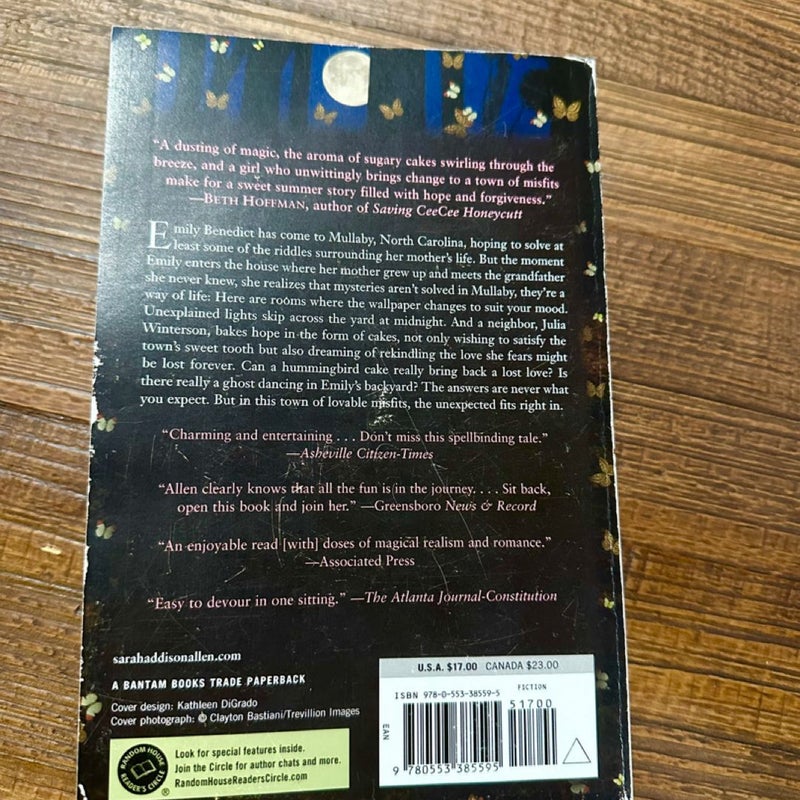 “A dusting of magic, the aroma of sugary cakes swirling through the
breeze, and a girl who unwittingly brings change to a town of misfits
make for a sweet summer story filled with hope and forgiveness.”
—BETH HOFFMAN, author of Saving CeeCee Honeycutt
Emily Benedict has come to Mullaby, North Carolina, hoping to solve at
least some of the riddles surrounding her mother’s life. But the moment
Emily enters the house where her mother grew up and meets the grandfather
she never knew, she realizes that mysteries aren’t solved in Mullaby, they’re a
way of life: Here are rooms where the wallpaper changes to suit your mood.
Unexplained lights skip across the yard at midnight. And a neighbor, Julia
Winterson, bakes hope in the form of cakes, not only wishing to satisfy the
town’s sweet tooth but also dreaming of rekindling the love she fears might
be lost forever. Can a hummingbird cake really bring back a lost love? Is
there really a ghost dancing in Emily’s backyard? The answers are never what
you expect. But in this town of lovable misfits, the unexpected fits right in.
“Charming and entertaining . . . Don’t miss this spellbinding tale.”
—Asheville Citizen-Times
“Allen clearly knows that all the fun is in the journey. . . . Sit back,
open this book and join her.” —Greensboro News & Record
“An enjoyable read [with] doses of magical realism and romance.”
—Associated Press
“Easy to devour in one sitting.” —The Atlanta Journal-Constitution
sarahaddisonallen.com
A BANTAM BOOKS TRADE PAPERBACK
Cover design: Kathleen DiGrado
Cover photograph: © Clayton Bastiani/Trevillion Images
RANDOM HOUSE
READER'S CIRCLE
®
Look for special features inside.
Join the Circle for author chats and more.
RandomHouseReadersCircle.com
U.S.A. $17.00 CANADA $23.00
FICTION
ISBN 978-0-553-38559-5
51700
EAN
9 780553 385595